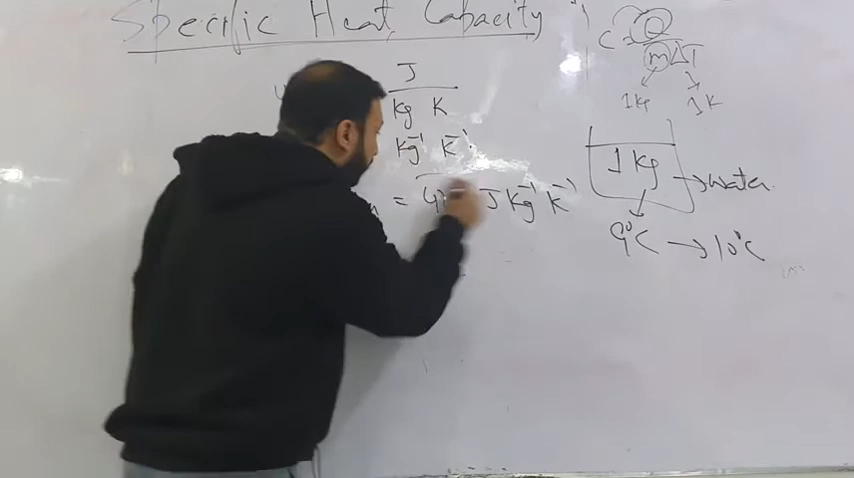 Specific Heat Capacity
J
kg K
kg⁻¹ K⁻¹
= J kg⁻¹ K⁻¹
C = Q
mΔT
1kg 1K
1 kg
→ water
9°C → 10°C